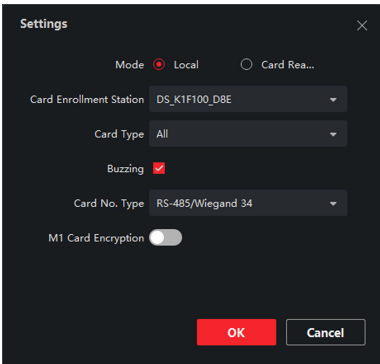 Settings
Mode Local Card Rea...
Card Enrollment Station DS_K1F100_D8E
Card Type All
Buzzing
Card No. Type RS-485/Wiegand 34
M1 Card Encryption
OK Cancel